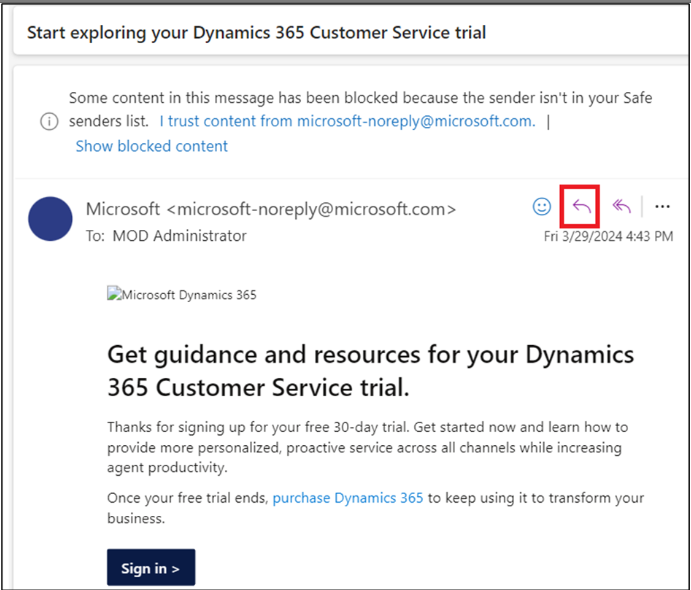 Start exploring your Dynamics 365 Customer Service trial
Some content in this message has been blocked because the sender isn't in your Safe
senders list. I trust content from microsoft-noreply@microsoft.com. |
Show blocked content
Microsoft <microsoft-noreply@microsoft.com>
To: MOD Administrator
Fri 3/29/2024 4:43 PM
Microsoft Dynamics 365
Get guidance and resources for your Dynamics
365 Customer Service trial.
Thanks for signing up for your free 30-day trial. Get started now and learn how to
provide more personalized, proactive service across all channels while increasing
agent productivity.
Once your free trial ends, purchase Dynamics 365 to keep using it to transform your
business.
Sign in >